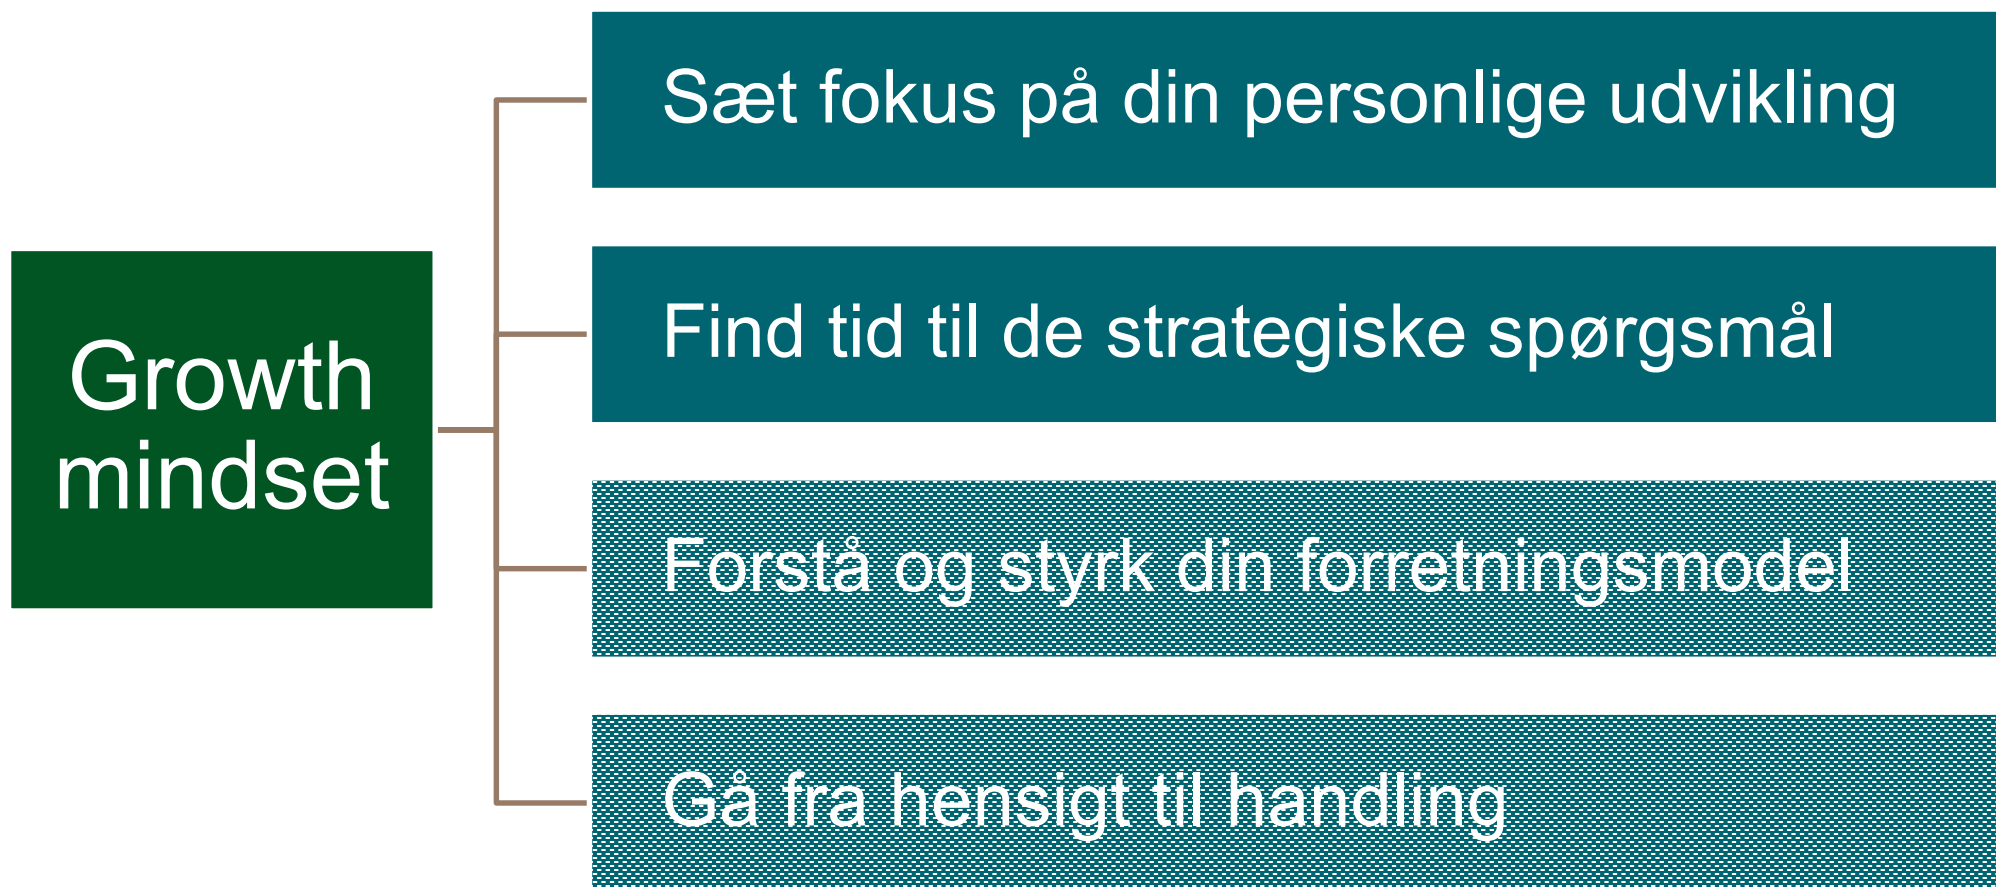 Growth
mindset
Sæt fokus på din personlige udvikling
Find tid til de strategiske spørgsmål
Forstå og styrk din forretningsmodel
Gå fra hensigt til handling